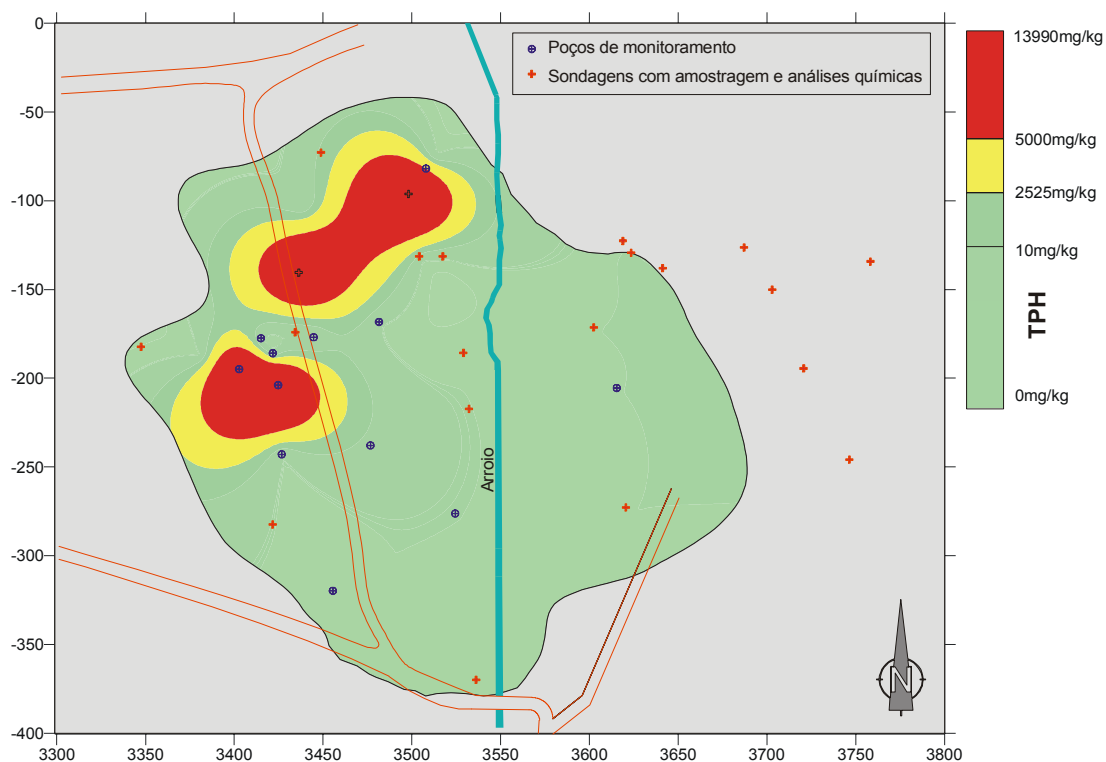 Poços de monitoramento
Sondagens com amostragem e análises químicas
13990mg/kg
5000mg/kg
2525mg/kg
10mg/kg
0mg/kg
TPH
Arroio
N
0
-50
-100
-150
-200
-250
-300
-350
-400
3300 3350 3400 3450 3500 3550 3600 3650 3700 3750 3800